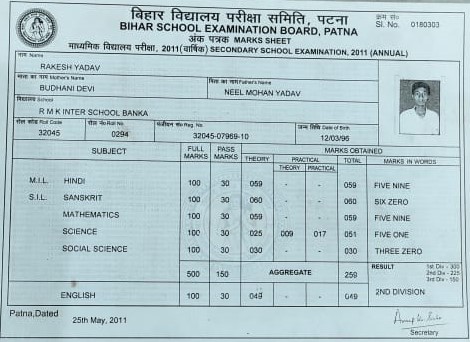 बिहार विद्यालय परीक्षा समिति, पटना
क्रम सं०
BIHAR SCHOOL EXAMINATION BOARD, PATNA
Sl. No. 0180303
अंक पत्रक MARKS SHEET
माध्यमिक विद्यालय परीक्षा, 2011(वार्षिक) SECONDARY SCHOOL EXAMINATION, 2011 (ANNUAL)
नाम Name
RAKESH YADAV
माता का नाम Mother's Name
पिता का नाम Father's Name
BUDHANI DEVI
NEEL MOHAN YADAV
विद्यालय School
R M K INTER SCHOOL BANKA
रोल कोड Roll Code
रोल नं० Roll No.
पंजीयन सं० Reg. No.
जन्म तिथि Date of Birth
32045
0294
32045-07969-10
12/03/96
SUBJECT
FULL MARKS
PASS MARKS
MARKS OBTAINED
THEORY
PRACTICAL
TOTAL
MARKS IN WORDS
THEORY PRACTICAL
M.I.L. HINDI 100 30 059 - - 059 FIVE NINE
S.I.L. SANSKRIT 100 30 060 - - 060 SIX ZERO
MATHEMATICS 100 30 059 - - 059 FIVE NINE
SCIENCE 100 30 025 009 017 051 FIVE ONE
SOCIAL SCIENCE 100 30 030 - - 030 THREE ZERO
500 150 AGGREGATE 259
RESULT
1st Div - 300
2nd Div - 225
3rd Div - 150
ENGLISH 100 30 049 - - 049
2ND DIVISION
Patna,Dated
25th May, 2011
Secretary